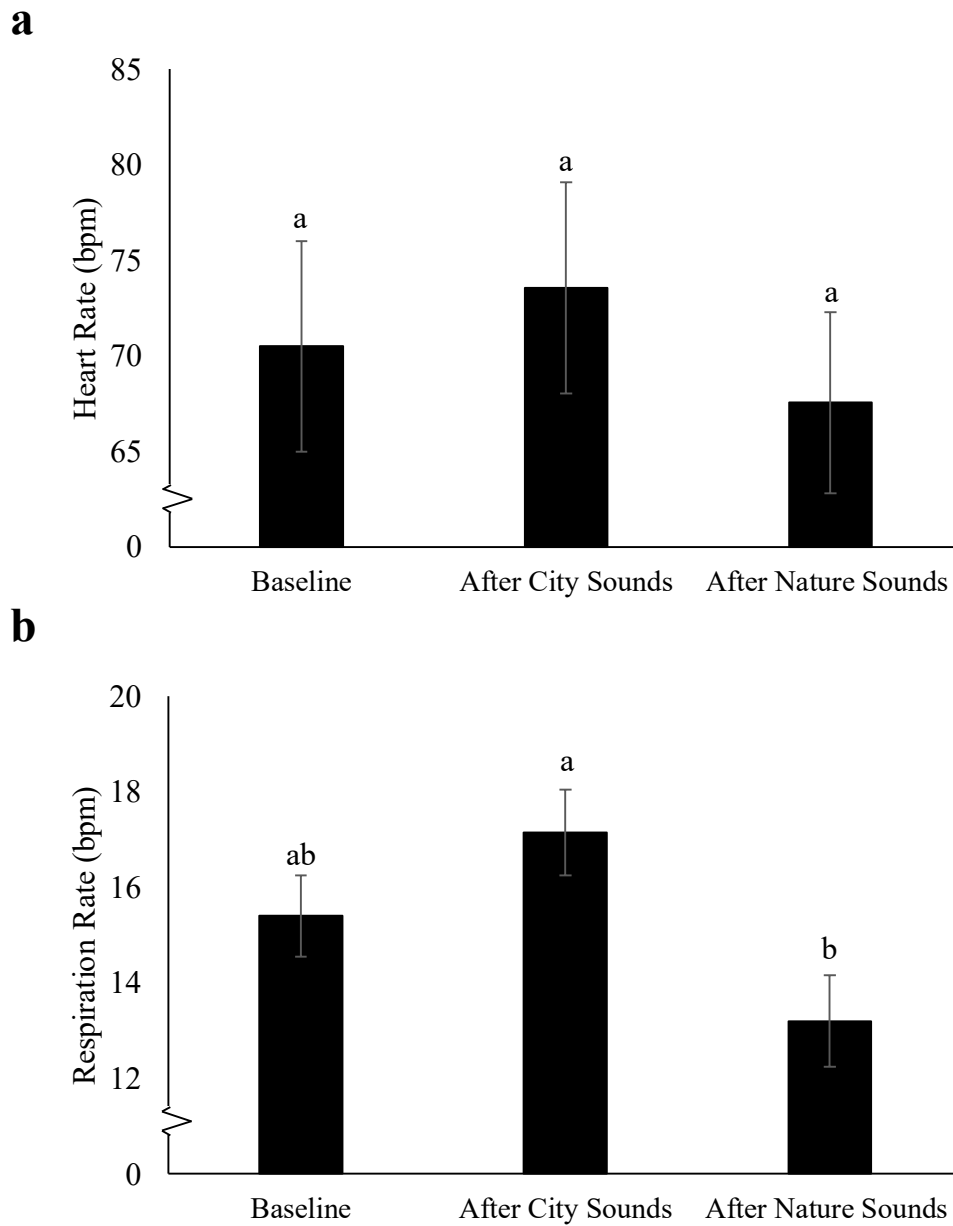 a
85
80
75
70
65
0
Heart Rate (bpm)
a
a
a
Baseline
After City Sounds
After Nature Sounds
b
20
18
16
14
12
0
Respiration Rate (bpm)
ab
a
b
Baseline
After City Sounds
After Nature Sounds